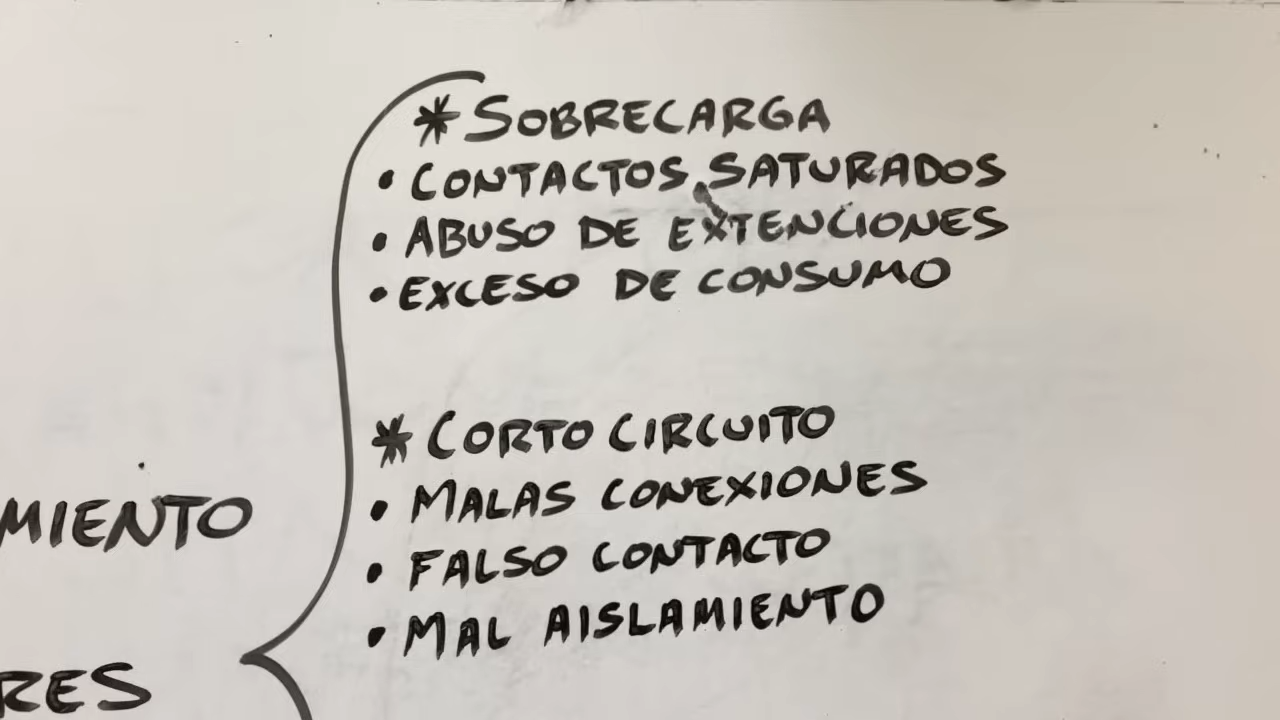 * SOBRECARGA
• CONTACTOS SATURADOS
• ABUSO DE EXTENCIONES
• EXCESO DE CONSUMO
* CORTO CIRCUITO
• MALAS CONEXIONES
• FALSO CONTACTO
• MAL AISLAMIENTO
MIENTO
RES